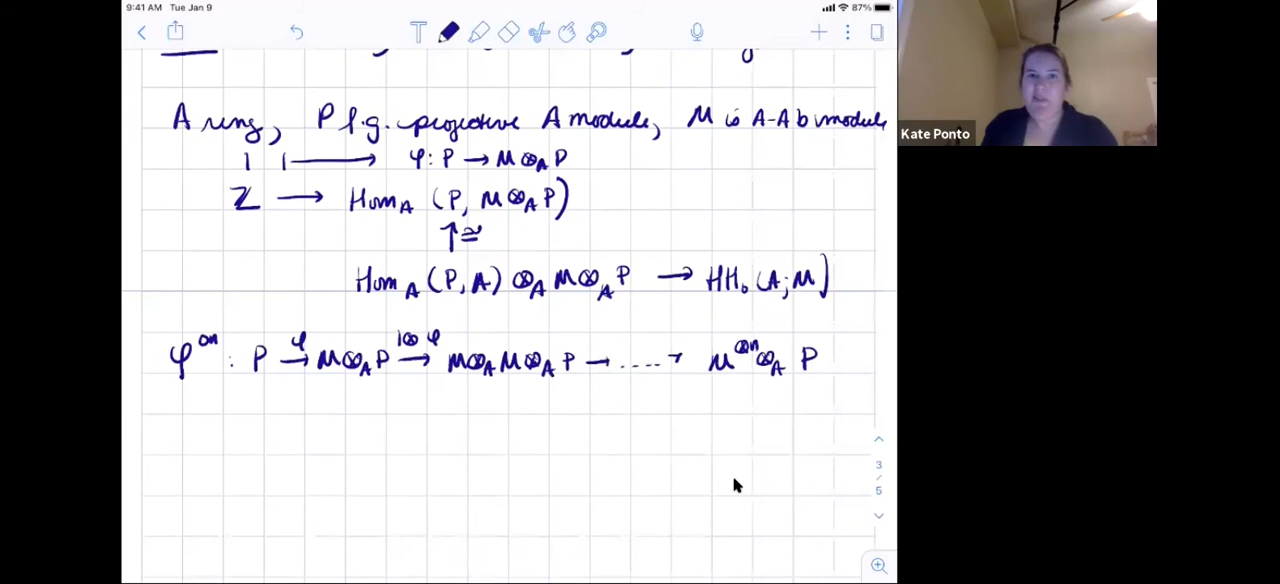 9:41 AM Tue Jan 9
87%
A ring, P f.g. projective A module, M is A-A bimodule
1 ⟼ φ: P → M⊗_A P
ℤ → Hom_A (P, M⊗_A P)
↑≅
Hom_A (P, A) ⊗_A M⊗_A P → HH_0 (A; M)
φ^{on} : P →^φ M⊗_A P →^{1⊗φ} M⊗_A M⊗_A P → .... → M^{⊗n} ⊗_A P
Kate Ponto
3
/
5